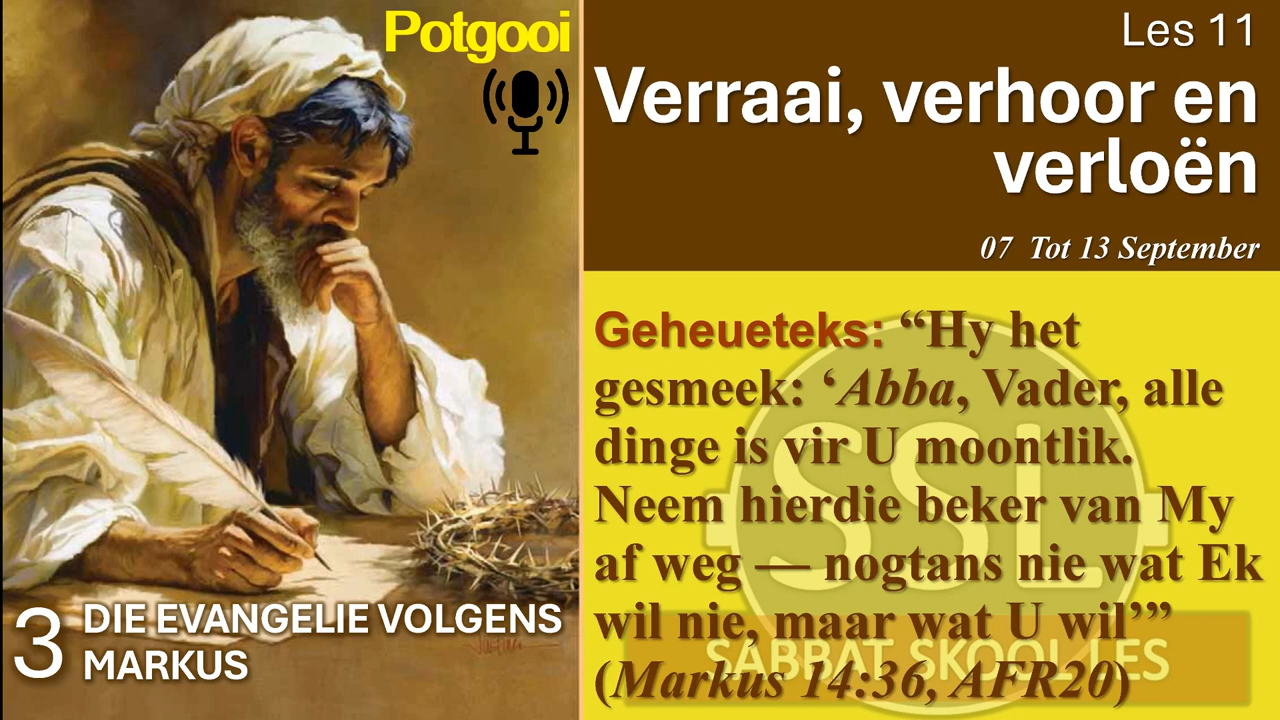 Potgooi
Les 11
Verraai, verhoor en
verloën
07 Tot 13 September
Geheueteks: “Hy het
gesmeek: ‘Abba, Vader, alle
dinge is vir U moontlik.
Neem hierdie beker van My
af weg — nogtans nie wat Ek
wil nie, maar wat U wil’”
(Markus 14:36, AFR20)
SSL
SABBAT SKOOL LES
3 DIE EVANGELIE VOLGENS
MARKUS